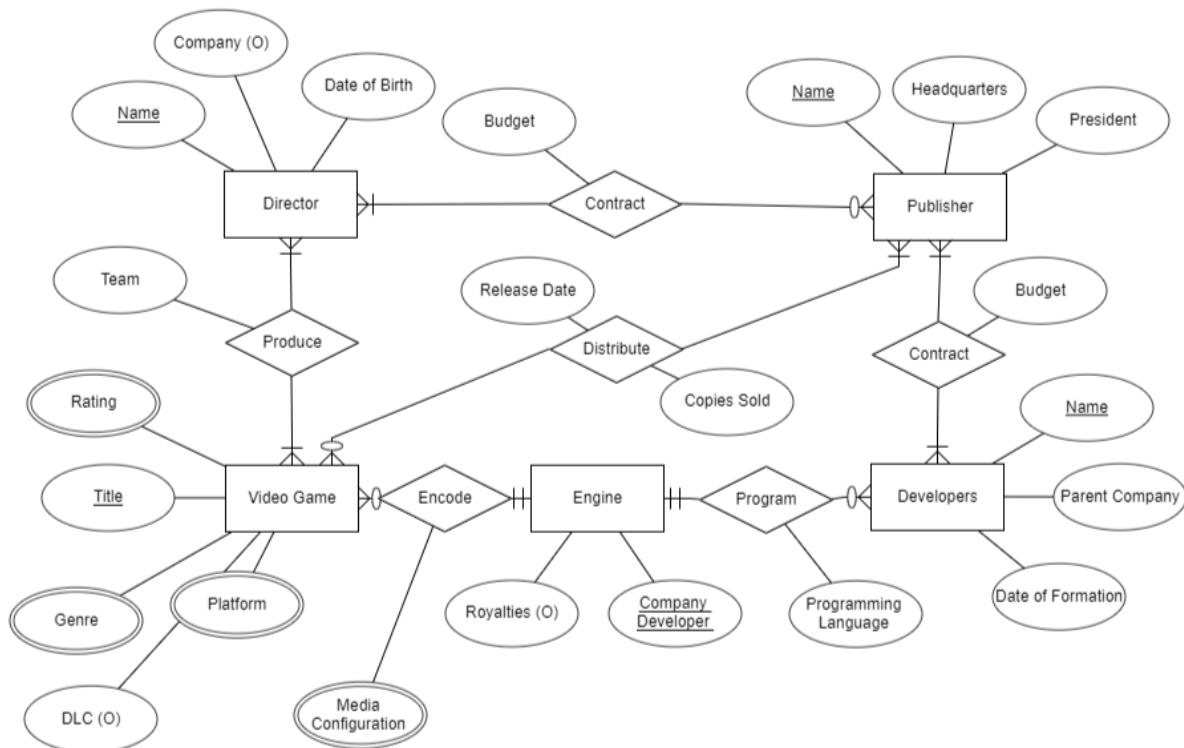 Company (O)
Date of Birth
Name
Budget
Name
Headquarters
President
Director
Contract
Publisher
Team
Release Date
Budget
Produce
Distribute
Contract
Rating
Copies Sold
Name
Title
Video Game
Encode
Engine
Program
Developers
Parent Company
Genre
Platform
Royalties (O)
Company
Developer
Programming
Language
Date of Formation
DLC (O)
Media
Configuration